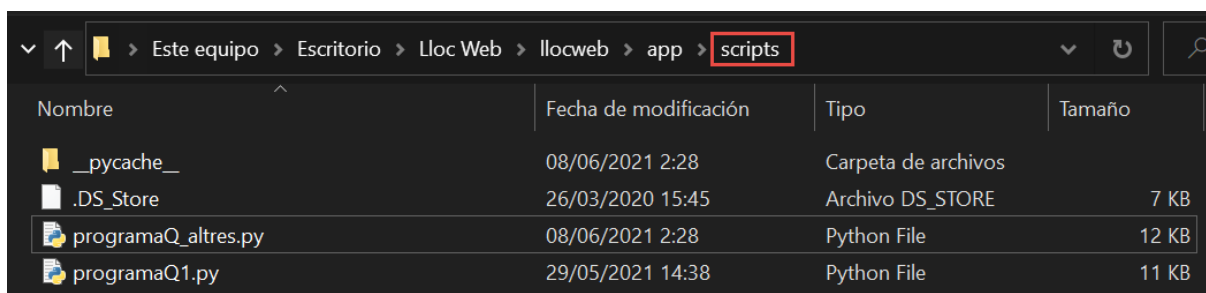 Este equipo > Escritorio > Lloc Web > llocweb > app > scripts
Nombre Fecha de modificación Tipo Tamaño
__pycache__ 08/06/2021 2:28 Carpeta de archivos
.DS_Store 26/03/2020 15:45 Archivo DS_STORE 7 KB
programaQ_altres.py 08/06/2021 2:28 Python File 12 KB
programaQ1.py 29/05/2021 14:38 Python File 11 KB